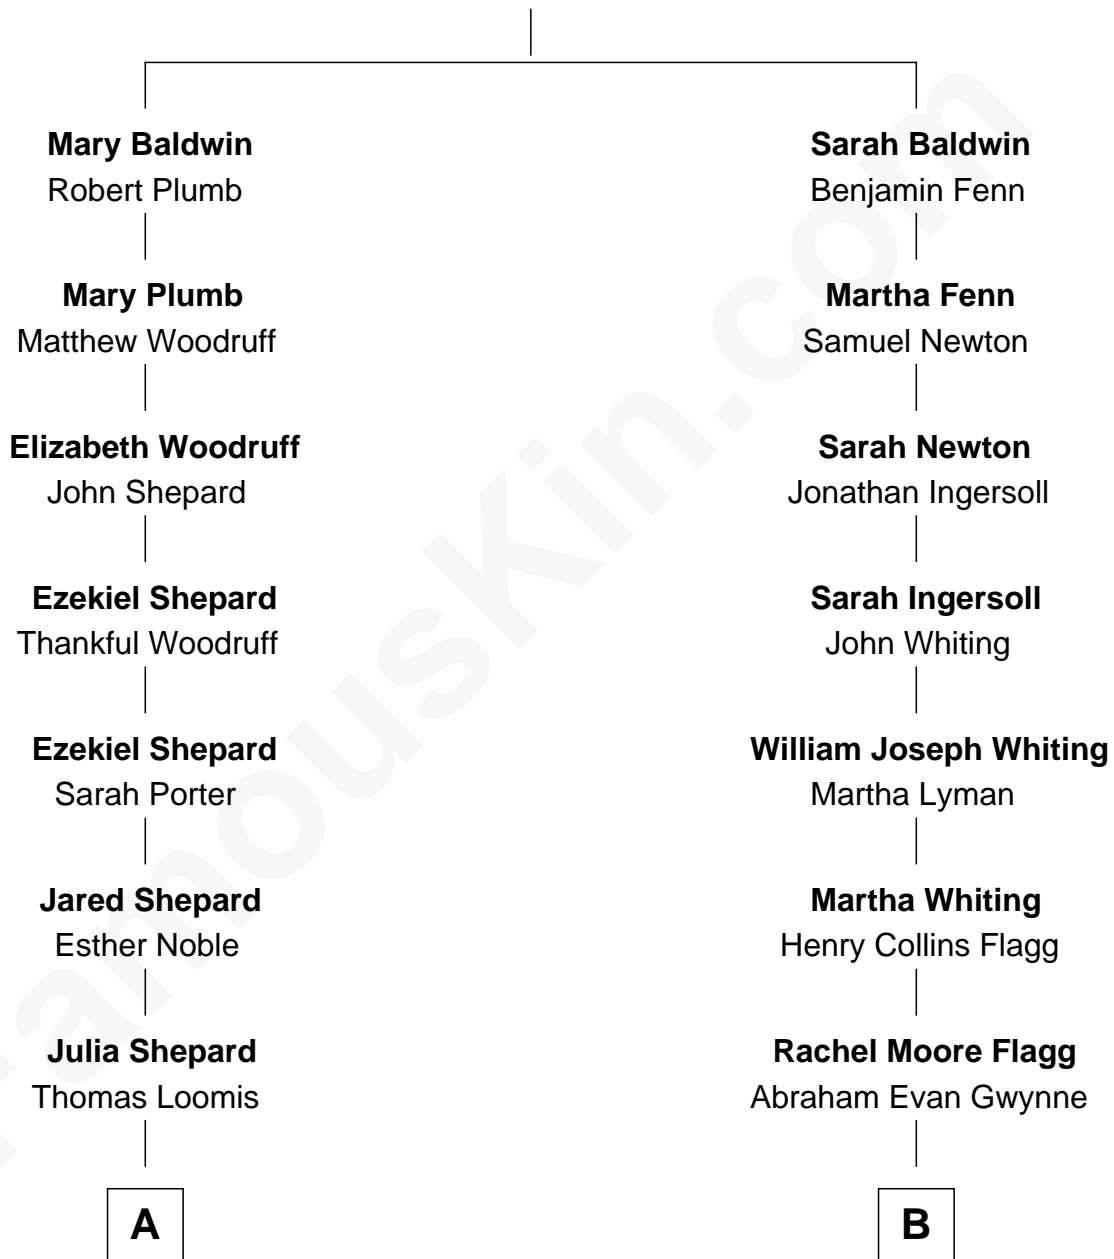 Mary Baldwin
Robert Plumb
Mary Plumb
Matthew Woodruff
Elizabeth Woodruff
John Shepard
Ezekiel Shepard
Thankful Woodruff
Ezekiel Shepard
Sarah Porter
Jared Shepard
Esther Noble
Julia Shepard
Thomas Loomis
A
Sarah Baldwin
Benjamin Fenn
Martha Fenn
Samuel Newton
Sarah Newton
Jonathan Ingersoll
Sarah Ingersoll
John Whiting
William Joseph Whiting
Martha Lyman
Martha Whiting
Henry Collins Flagg
Rachel Moore Flagg
Abraham Evan Gwynne
B
FamousKin.com